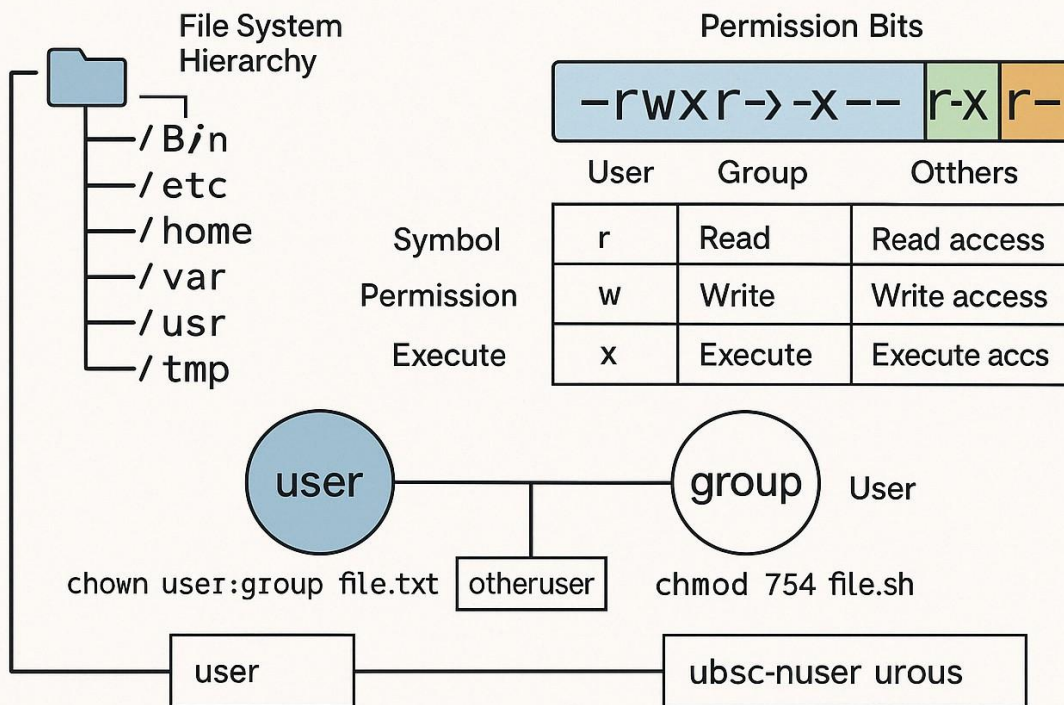 File System
Hierarchy
/Bin
/etc
/home
/var
/usr
/tmp
Permission Bits
-rwxr-›-x-- r-x r-
User Group Otthers
Symbol r Read Read access
Permission w Write Write access
Execute x Execute Execute accs
user group User
chown user:group file.txt otheruser chmod 754 file.sh
user ubsc-nuser urous